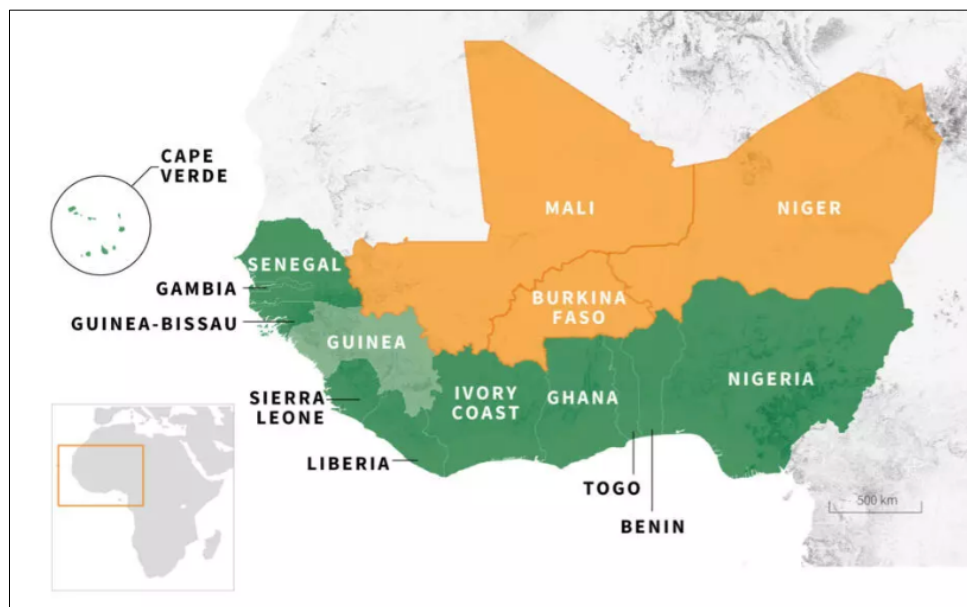 CAPE
VERDE
MALI
NIGER
SENEGAL
GAMBIA
BURKINA
FASO
GUINEA-BISSAU
GUINEA
NIGERIA
SIERRA
LEONE
IVORY
COAST
GHANA
LIBERIA
TOGO
500 km
BENIN